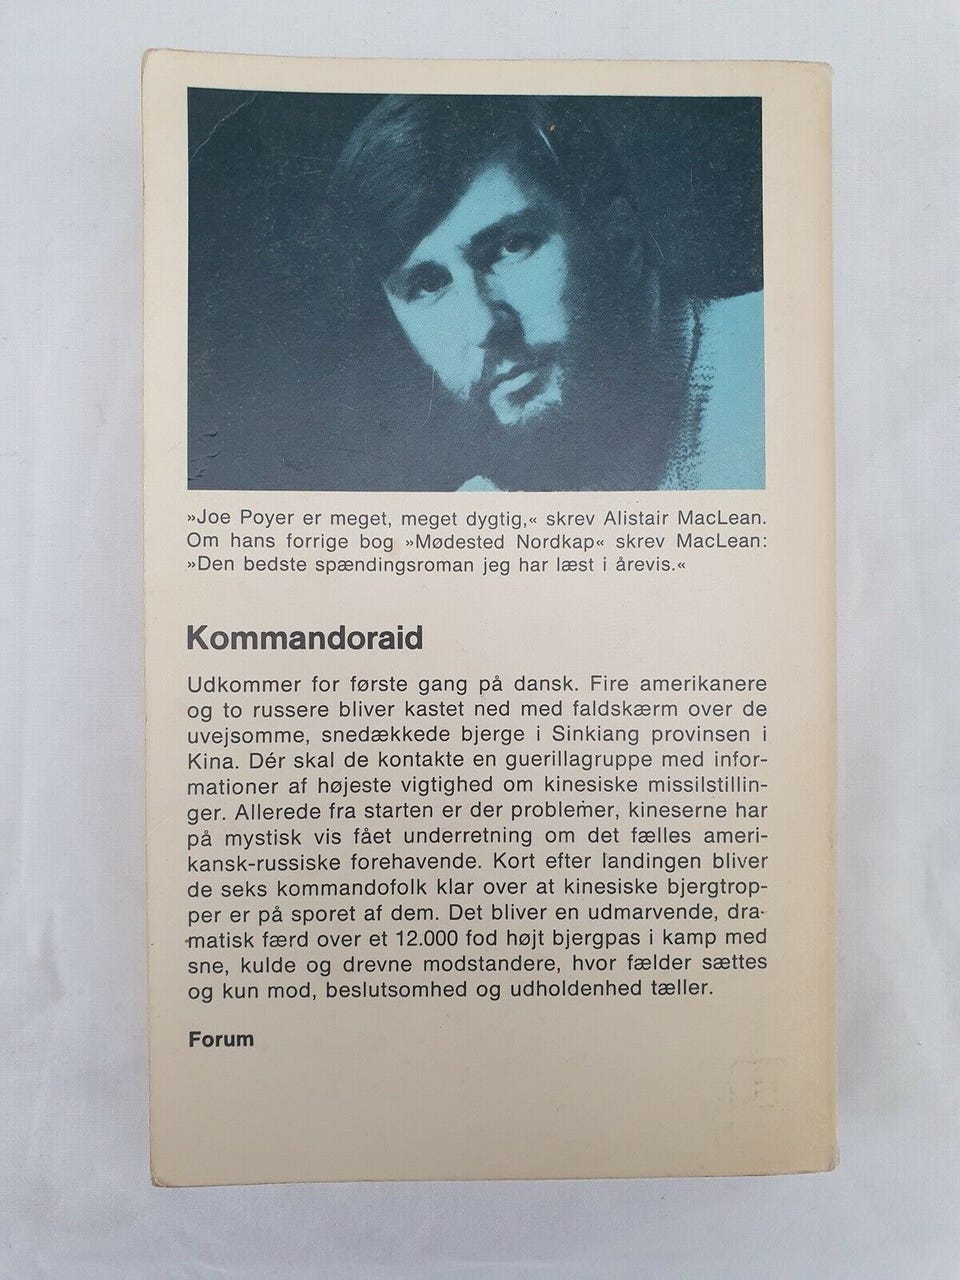 »Joe Poyer er meget, meget dygtig,« skrev Alistair MacLean.
Om hans forrige bog »Mødested Nordkap« skrev MacLean:
»Den bedste spændingsroman jeg har læst i årevis.«
Kommandoraid
Udkommer for første gang på dansk. Fire amerikanere
og to russere bliver kastet ned med faldskærm over de
uvejsomme, snedækkede bjerge i Sinkiang provinsen i
Kina. Dér skal de kontakte en guerillagruppe med infor-
mationer af højeste vigtighed om kinesiske missilstillin-
ger. Allerede fra starten er der problemer, kineserne har
på mystisk vis fået underretning om det fælles ameri-
kansk-russiske forehavende. Kort efter landingen bliver
de seks kommandofolk klar over at kinesiske bjergtrop-
per er på sporet af dem. Det bliver en udmarvende, dra-
matisk færd over et 12.000 fod højt bjergpas i kamp med
sne, kulde og drevne modstandere, hvor fælder sættes
og kun mod, beslutsomhed og udholdenhed tæller.
Forum